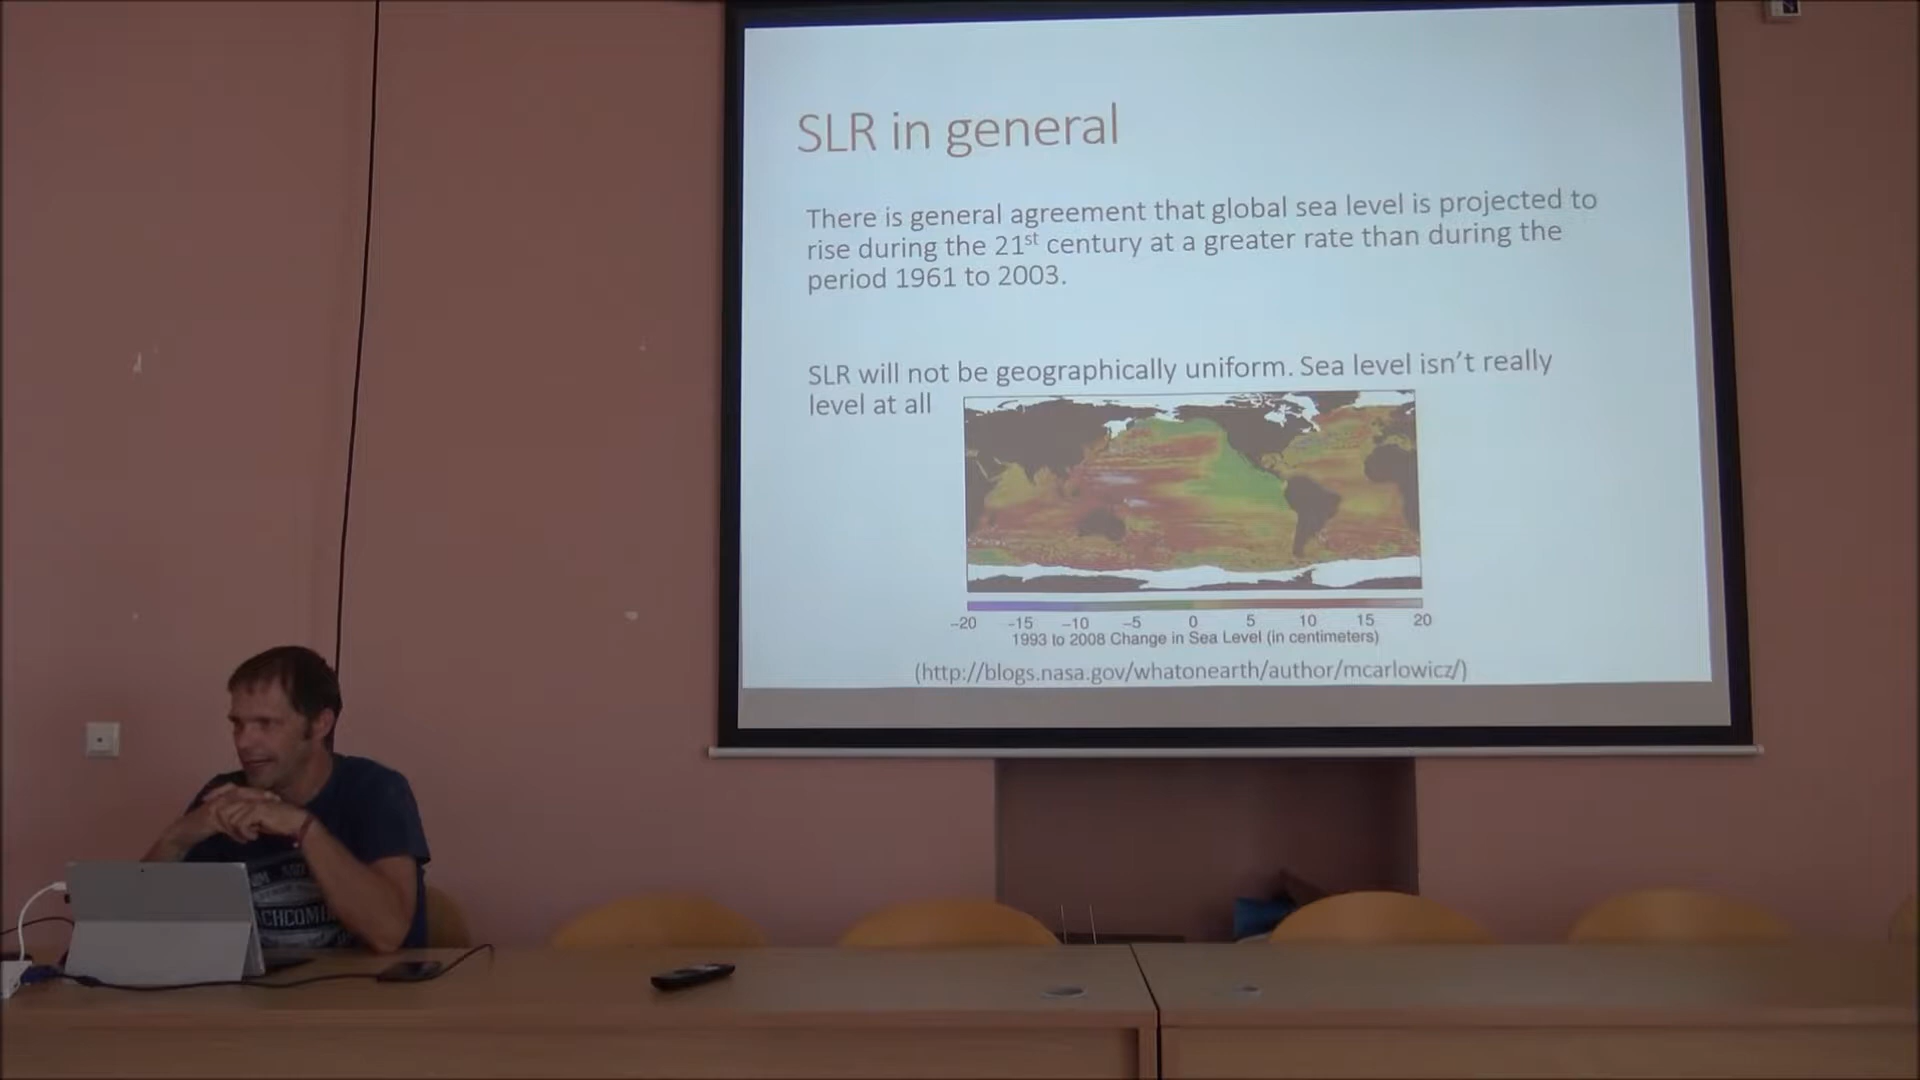 SLR in general
There is general agreement that global sea level is projected to
rise during the 21st century at a greater rate than during the
period 1961 to 2003.
SLR will not be geographically uniform. Sea level isn't really
level at all
−20 −15 −10 −5 0 5 10 15 20
1993 to 2008 Change in Sea Level (in centimeters)
(http://blogs.nasa.gov/whatonearth/author/mcarlowicz/)